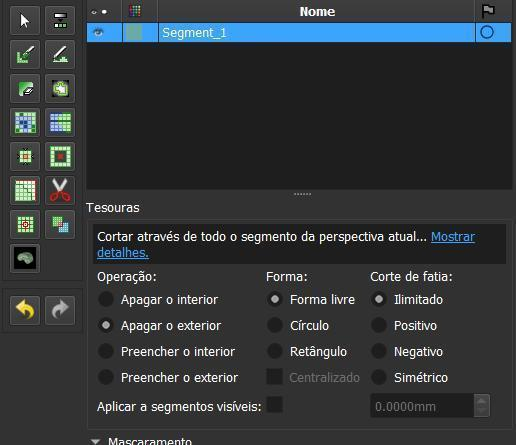 Nome
Segment_1
Tesouras
Cortar através de todo o segmento da perspectiva atual... Mostrar
detalhes.
Operação: Forma: Corte de fatia:
Apagar o interior Forma livre Ilimitado
Apagar o exterior Círculo Positivo
Preencher o interior Retângulo Negativo
Preencher o exterior Centralizado Simétrico
Aplicar a segmentos visíveis: 0.0000mm
Mascaramento